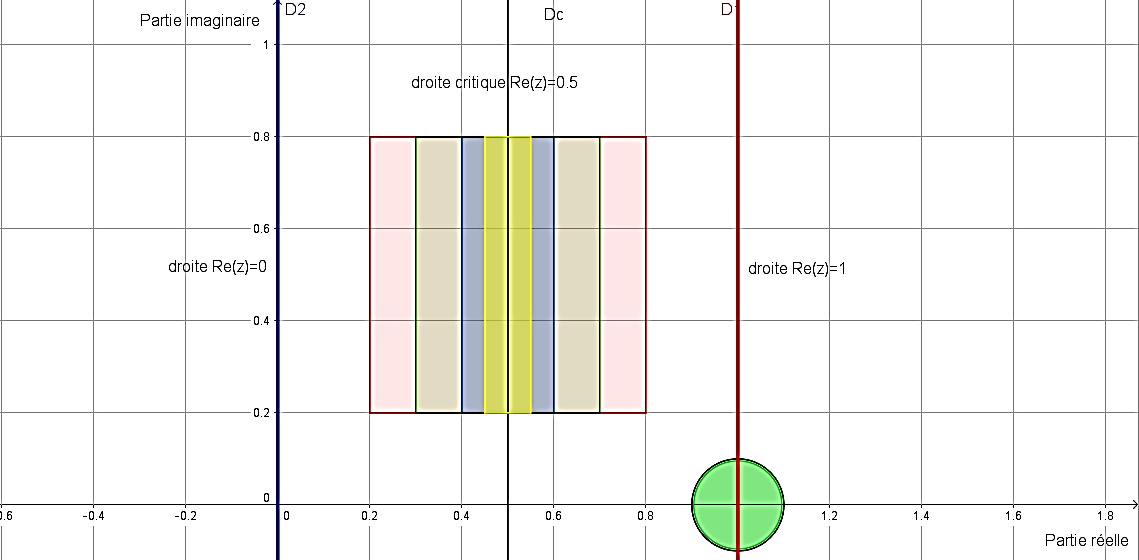 D2
Dc
D
Partie imaginaire
1
droite critique Re(z)=0.5
0.8
0.6
droite Re(z)=0
droite Re(z)=1
0.4
0.2
0
0.6 -0.4 -0.2 0 0.2 0.4 0.6 0.8 1.2 1.4 1.6 1.8
Partie réelle